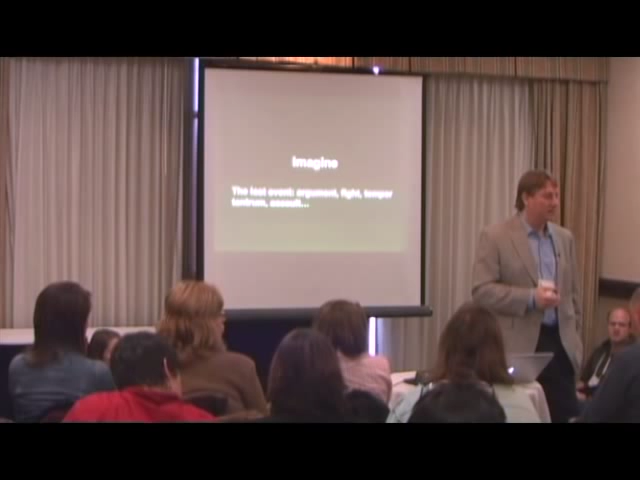 Imagine
The last event: argument, fight, temper
tantrum, assault...